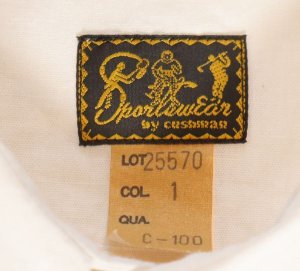 Sportswear
by cushman
LOT 25570
COL. 1
QUA.
C-100